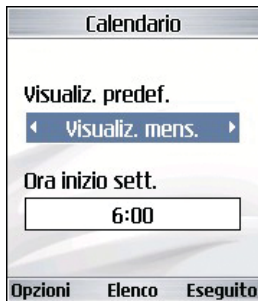 Calendario
Visualiz. predef.
Visualiz. mens.
Ora inizio sett.
6:00
Opzioni Elenco Eseguito